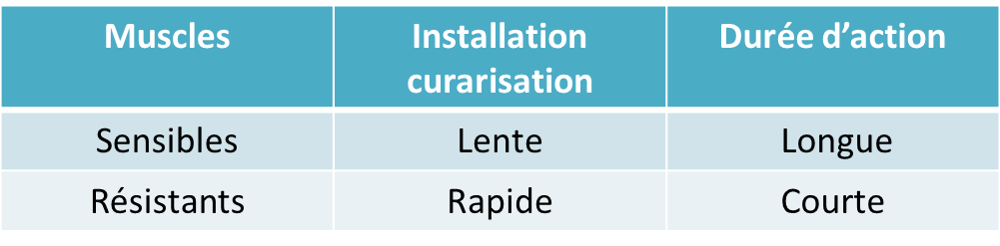 Muscles
Installation
curarisation
Durée d’action
Sensibles
Lente
Longue
Résistants
Rapide
Courte